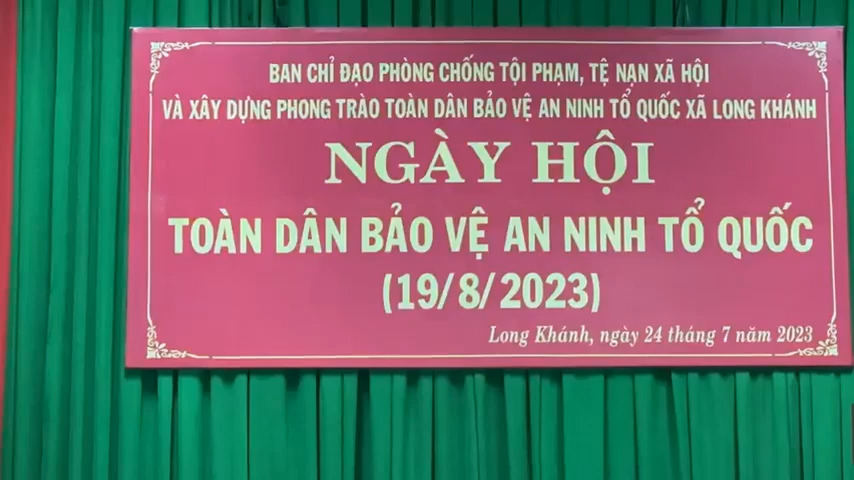 BAN CHỈ ĐẠO PHÒNG CHỐNG TỘI PHẠM, TỆ NẠN XÃ HỘI
VÀ XÂY DỰNG PHONG TRÀO TOÀN DÂN BẢO VỆ AN NINH TỔ QUỐC XÃ LONG KHÁNH
NGÀY HỘI
TOÀN DÂN BẢO VỆ AN NINH TỔ QUỐC
(19/8/2023)
Long Khánh, ngày 24 tháng 7 năm 2023